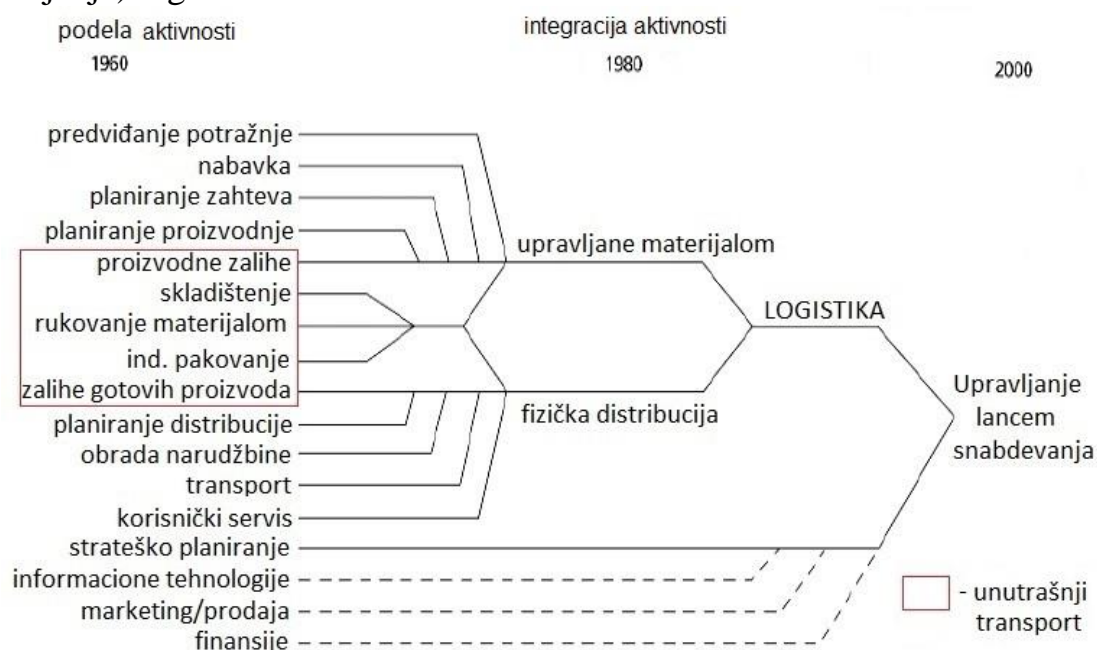 podela aktivnosti
integracija aktivnosti
1960
1980
2000
predviđanje potražnje
nabavka
planiranje zahteva
planiranje proizvodnje
upravljane materijalom
proizvodne zalihe
skladištenje
LOGISTIKA
rukovanje materijalom
ind. pakovanje
zalihe gotovih proizvoda
Upravljanje
lancem
snabdevanja
fizička distribucija
planiranje distribucije
obrada narudžbine
transport
korisnički servis
strateško planiranje
informacione tehnologije
marketing/prodaja
finansije
- unutrašnji
transport